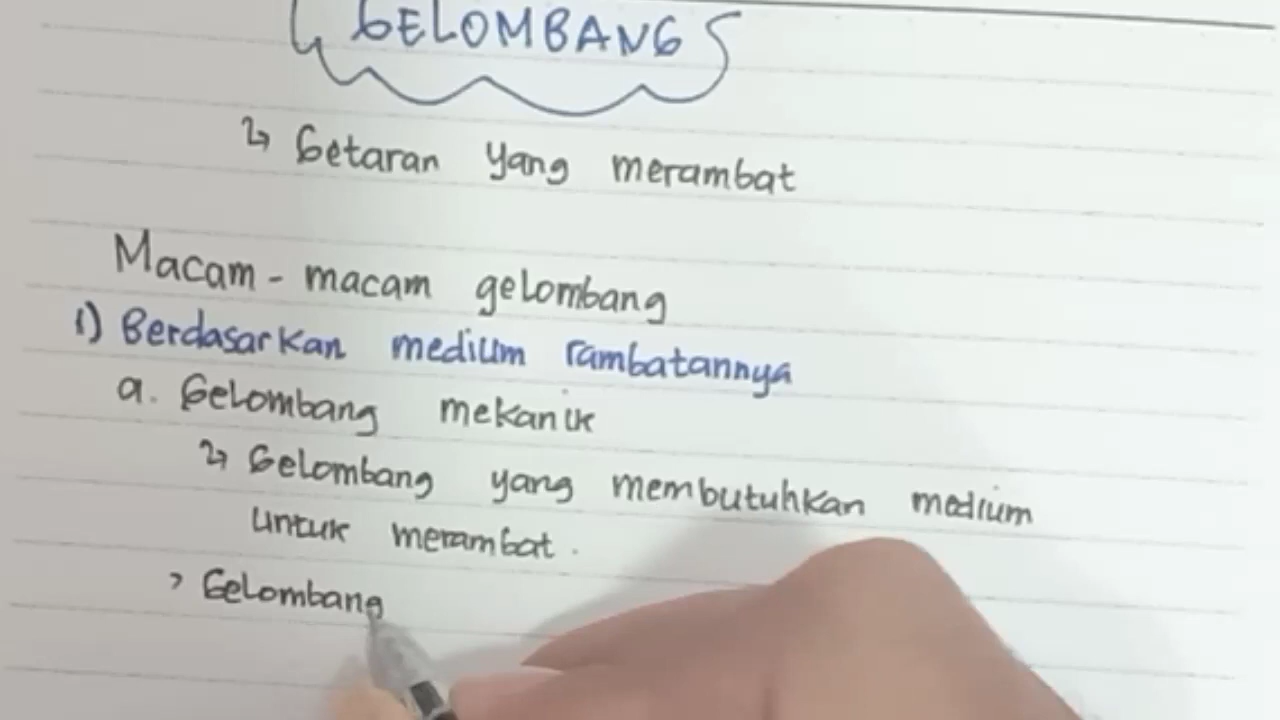 GELOMBANG
↳ Getaran yang merambat
Macam - macam gelombang
1) Berdasarkan medium rambatannya
a. Gelombang mekanik
↳ Gelombang yang membutuhkan medium
untuk merambat.
> Gelombang